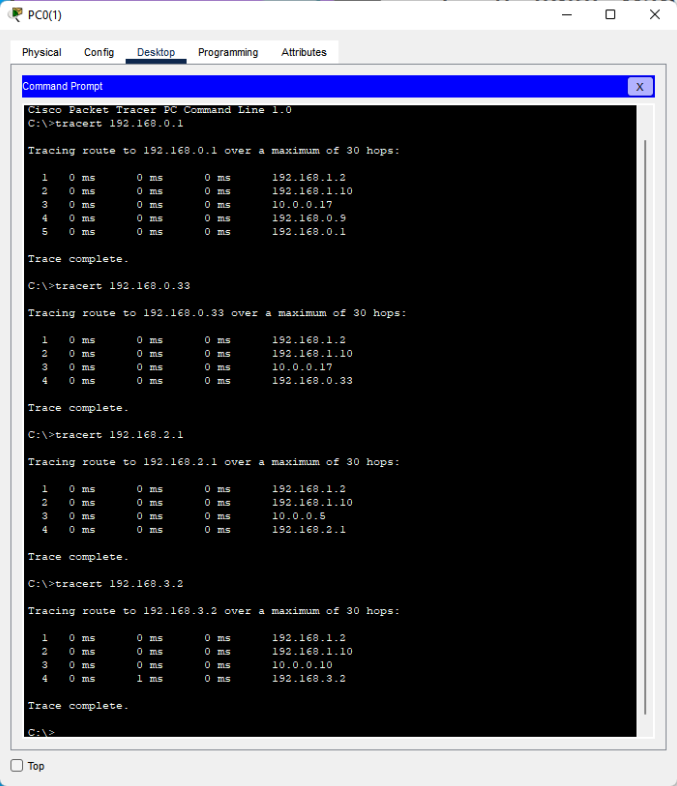 PC0(1)
Physical Config Desktop Programming Attributes
Command Prompt X
Cisco Packet Tracer PC Command Line 1.0
C:\>tracert 192.168.0.1
Tracing route to 192.168.0.1 over a maximum of 30 hops:
1 0 ms 0 ms 0 ms 192.168.1.2
2 0 ms 0 ms 0 ms 192.168.1.10
3 0 ms 0 ms 0 ms 10.0.0.17
4 0 ms 0 ms 0 ms 192.168.0.9
5 0 ms 0 ms 0 ms 192.168.0.1
Trace complete.
C:\>tracert 192.168.0.33
Tracing route to 192.168.0.33 over a maximum of 30 hops:
1 0 ms 0 ms 0 ms 192.168.1.2
2 0 ms 0 ms 0 ms 192.168.1.10
3 0 ms 0 ms 0 ms 10.0.0.17
4 0 ms 0 ms 0 ms 192.168.0.33
Trace complete.
C:\>tracert 192.168.2.1
Tracing route to 192.168.2.1 over a maximum of 30 hops:
1 0 ms 0 ms 0 ms 192.168.1.2
2 0 ms 0 ms 0 ms 192.168.1.10
3 0 ms 0 ms 0 ms 10.0.0.5
4 0 ms 0 ms 0 ms 192.168.2.1
Trace complete.
C:\>tracert 192.168.3.2
Tracing route to 192.168.3.2 over a maximum of 30 hops:
1 0 ms 0 ms 0 ms 192.168.1.2
2 0 ms 0 ms 0 ms 192.168.1.10
3 0 ms 0 ms 0 ms 10.0.0.10
4 0 ms 1 ms 0 ms 192.168.3.2
Trace complete.
C:\>
Top